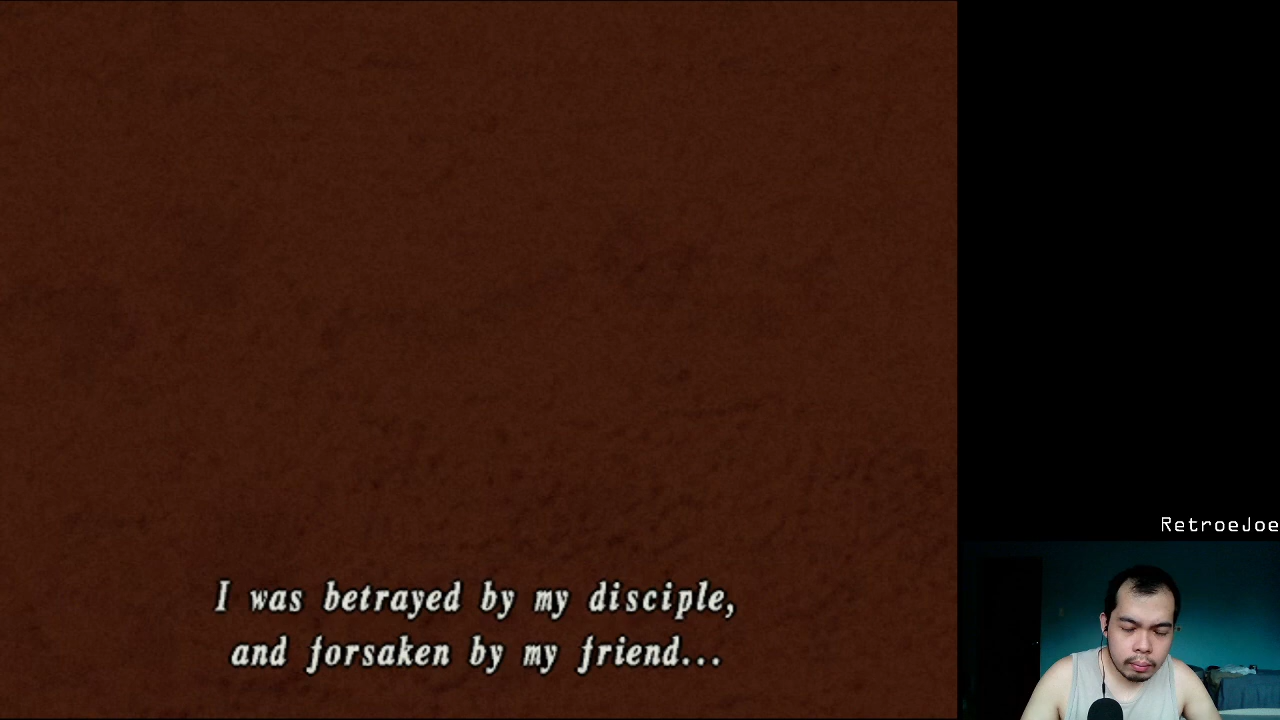 I was betrayed by my disciple,
and forsaken by my friend...
RetroeJoe